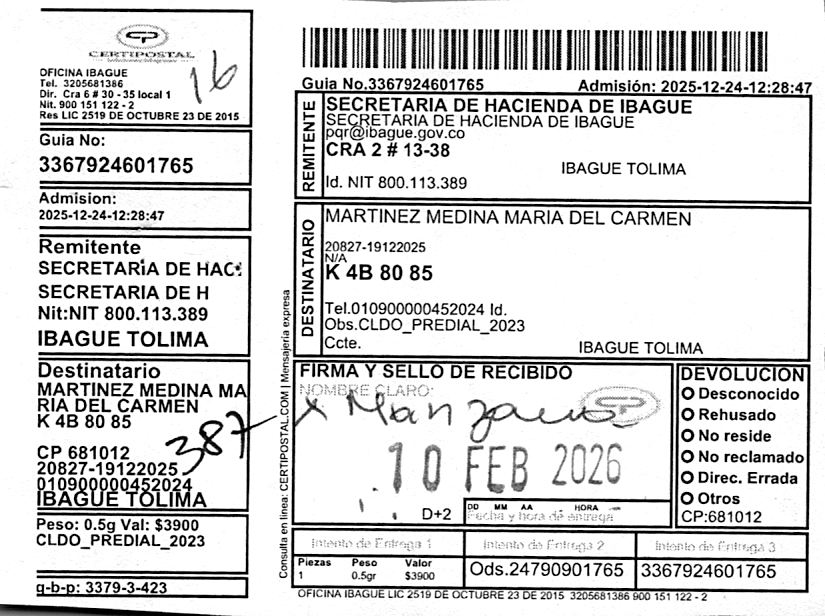 CERTIPOSTAL
OFICINA IBAGUE
Tel. 3205681386
Dir. Cra 6 # 30 - 35 local 1
Nit. 900 151 122 - 2
Res LIC 2519 DE OCTUBRE 23 DE 2015
16
Guia No:
3367924601765
Admision:
2025-12-24-12:28:47
Remitente
SECRETARIA DE HAC
SECRETARIA DE H
Nit:NIT 800.113.389
IBAGUE TOLIMA
Destinatario
MARTINEZ MEDINA MA
RIA DEL CARMEN
K 4B 80 85
387
CP 681012
20827-19122025
010900000452024
IBAGUE TOLIMA
Peso: 0.5g Val: $3900
CLDO_PREDIAL_2023
g-b-p: 3379-3-423
Consulta en linea: CERTIPOSTAL.COM | Mensajeria expresa
Guia No.3367924601765 Admisión: 2025-12-24-12:28:47
REMITENTE
SECRETARIA DE HACIENDA DE IBAGUE
SECRETARIA DE HACIENDA DE IBAGUE
pqr@ibague.gov.co
CRA 2 # 13-38
IBAGUE TOLIMA
Id. NIT 800.113.389
DESTINATARIO
MARTINEZ MEDINA MARIA DEL CARMEN
20827-19122025
N/A
K 4B 80 85
Tel.010900000452024 Id.
Obs.CLDO_PREDIAL_2023
Ccte.
IBAGUE TOLIMA
FIRMA Y SELLO DE RECIBIDO
NOMBRE CLARO:
x Manzano
10 FEB 2026
D+2
DD MM AA HORA
Fecha y hora de entrega
DEVOLUCION
Desconocido
Rehusado
No reside
No reclamado
Direc. Errada
Otros
CP:681012
Intento de Entrega 1 Intento de Entrega 2 Intento de Entrega 3
Piezas Peso Valor
1 0.5gr $3900
Ods.24790901765 3367924601765
OFICINA IBAGUE LIC 2519 DE OCTUBRE 23 DE 2015 3205681386 900 151 122 - 2